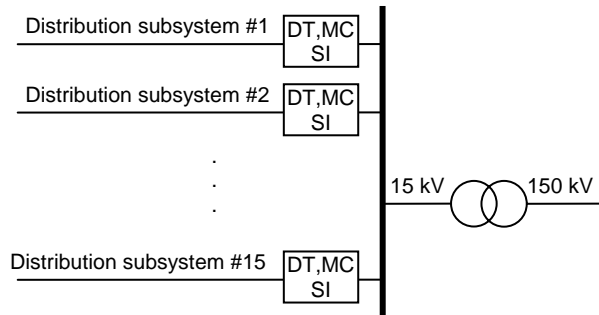 Distribution subsystem #1
DT,MC
SI
Distribution subsystem #2
DT,MC
SI
.
.
.
15 kV
150 kV
Distribution subsystem #15
DT,MC
SI